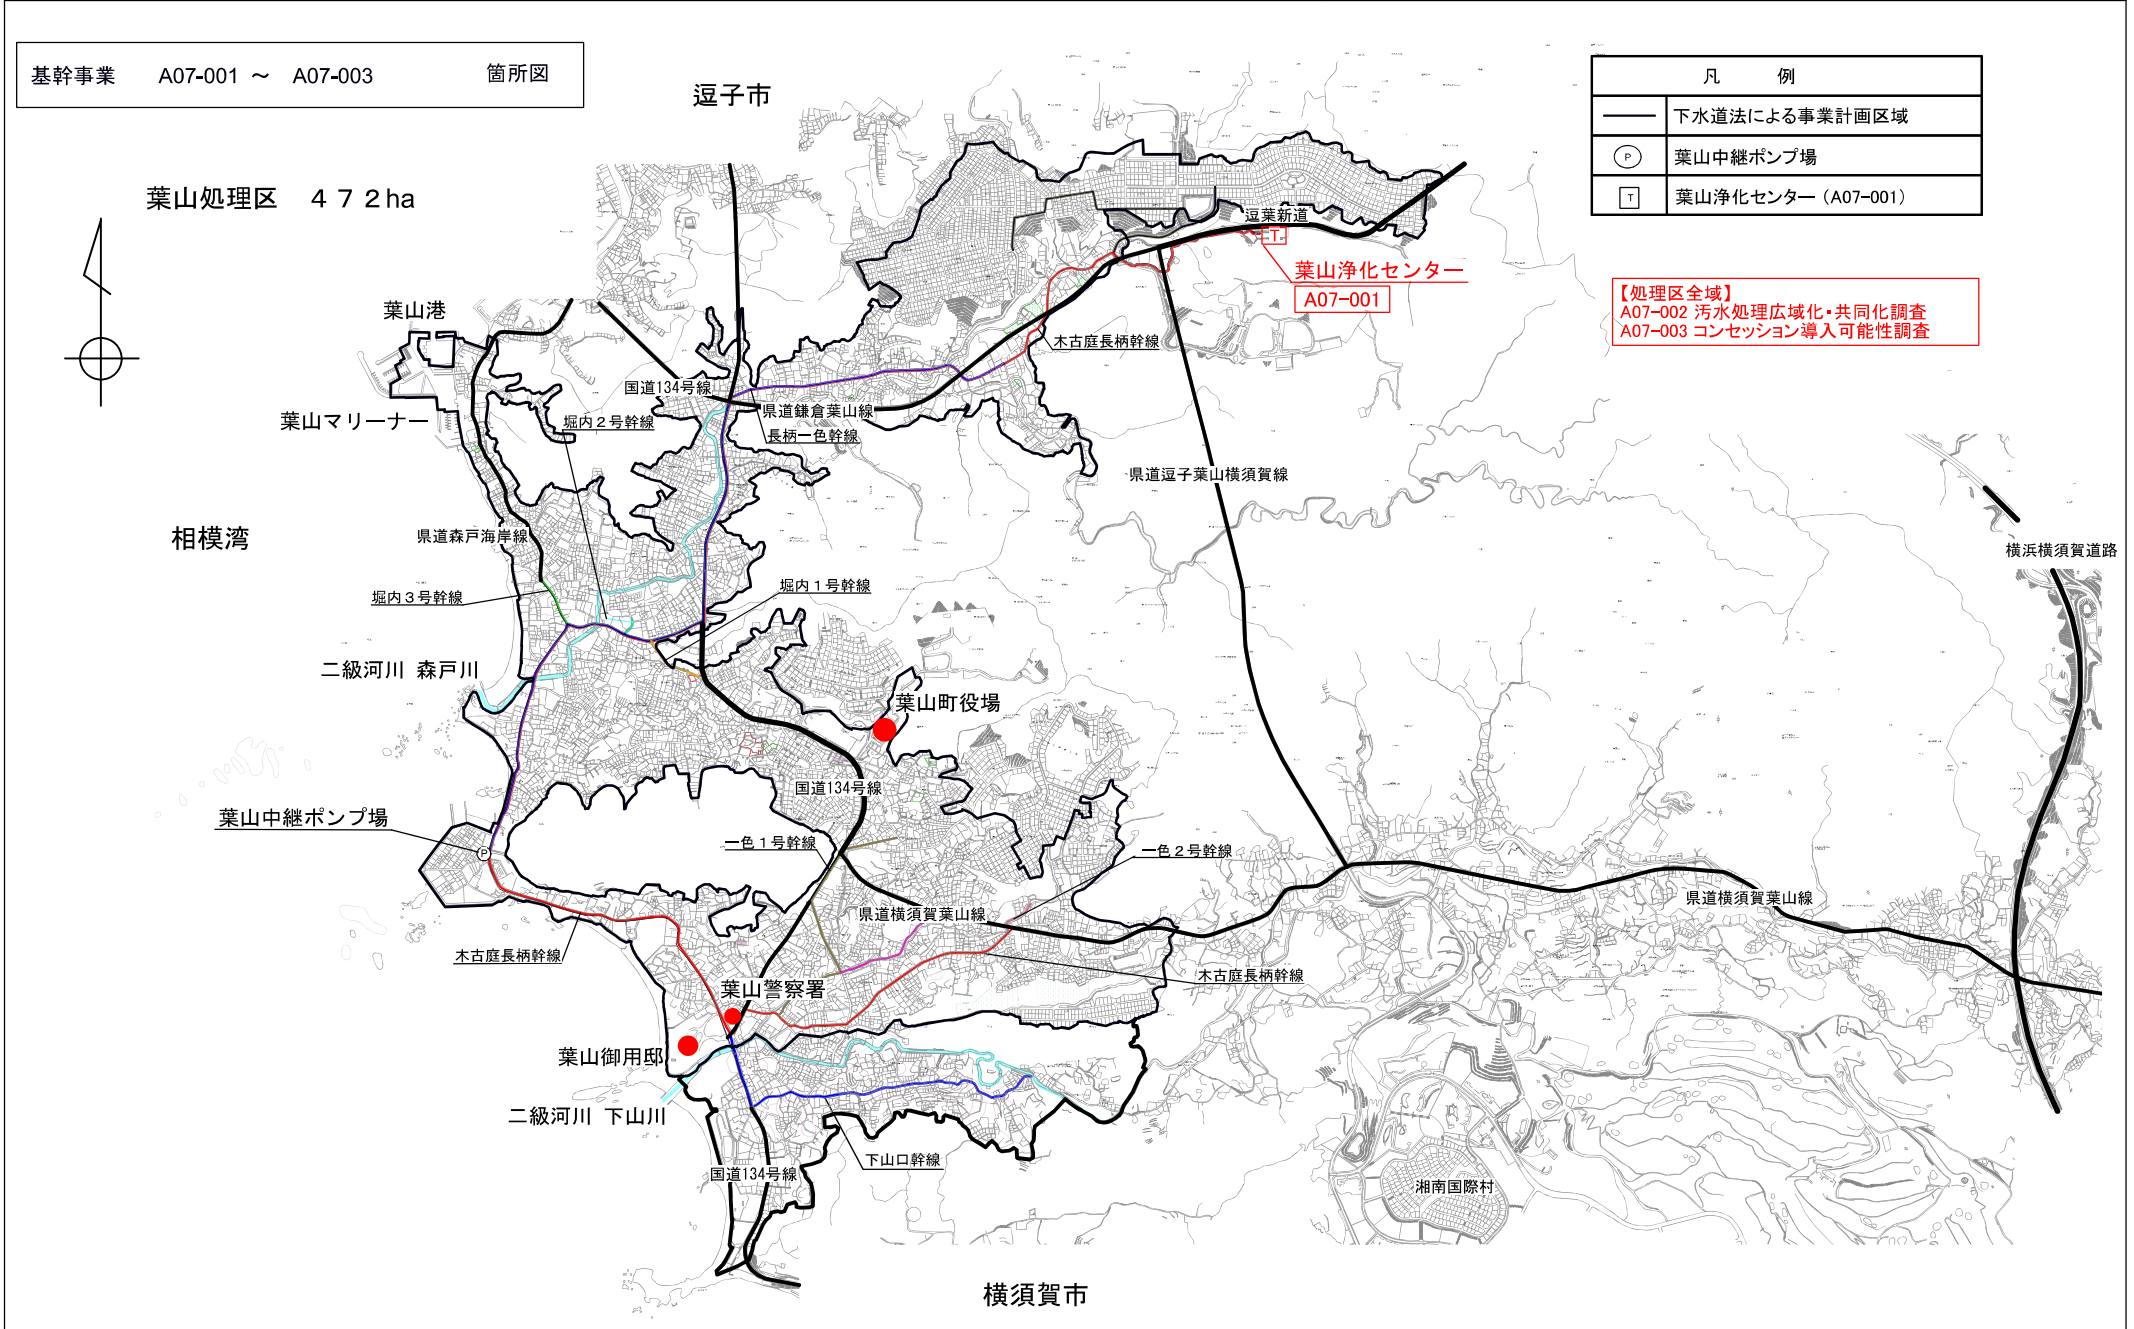 基幹事業 A07-001 ～ A07-003 箇所図
逗子市
凡 例
下水道法による事業計画区域
P 葉山中継ポンプ場
T 葉山浄化センター（A07-001）
葉山処理区 ４７２ha
逗葉新道
T
葉山浄化センター
A07-001
【処理区全域】
A07-002 汚水処理広域化・共同化調査
A07-003 コンセッション導入可能性調査
葉山港
木古庭長柄幹線
国道134号線
県道鎌倉葉山線
葉山マリーナー
堀内２号幹線
長柄一色幹線
県道逗子葉山横須賀線
相模湾
県道森戸海岸線
横浜横須賀道路
堀内１号幹線
堀内３号幹線
二級河川 森戸川
葉山町役場
国道134号線
葉山中継ポンプ場
P
一色１号幹線
一色２号幹線
県道横須賀葉山線
県道横須賀葉山線
木古庭長柄幹線
木古庭長柄幹線
葉山警察署
葉山御用邸
二級河川 下山川
下山口幹線
国道134号線
湘南国際村
横須賀市